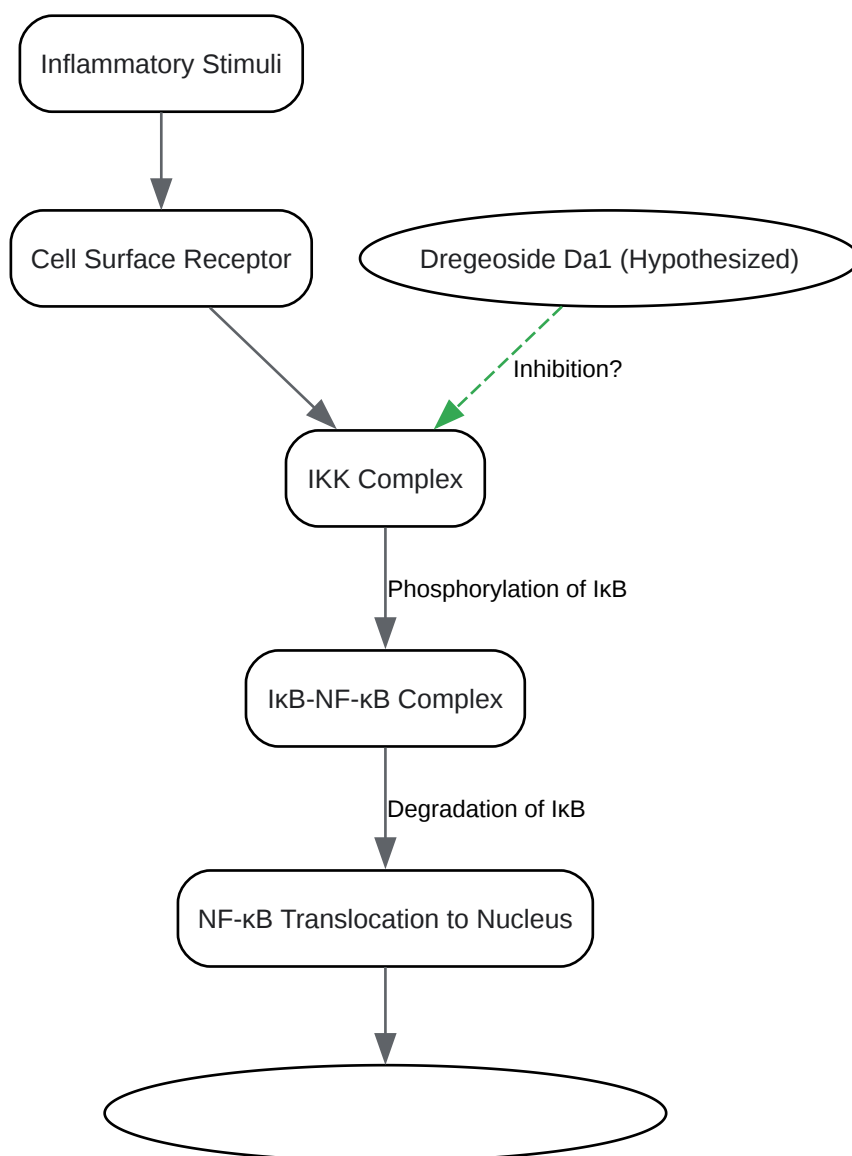 Inflammatory Stimuli
Cell Surface Receptor
Dregeoside Da1 (Hypothesized)
Inhibition?
IKK Complex
Phosphorylation of IκB
IκB-NF-κB Complex
Degradation of IκB
NF-κB Translocation to Nucleus